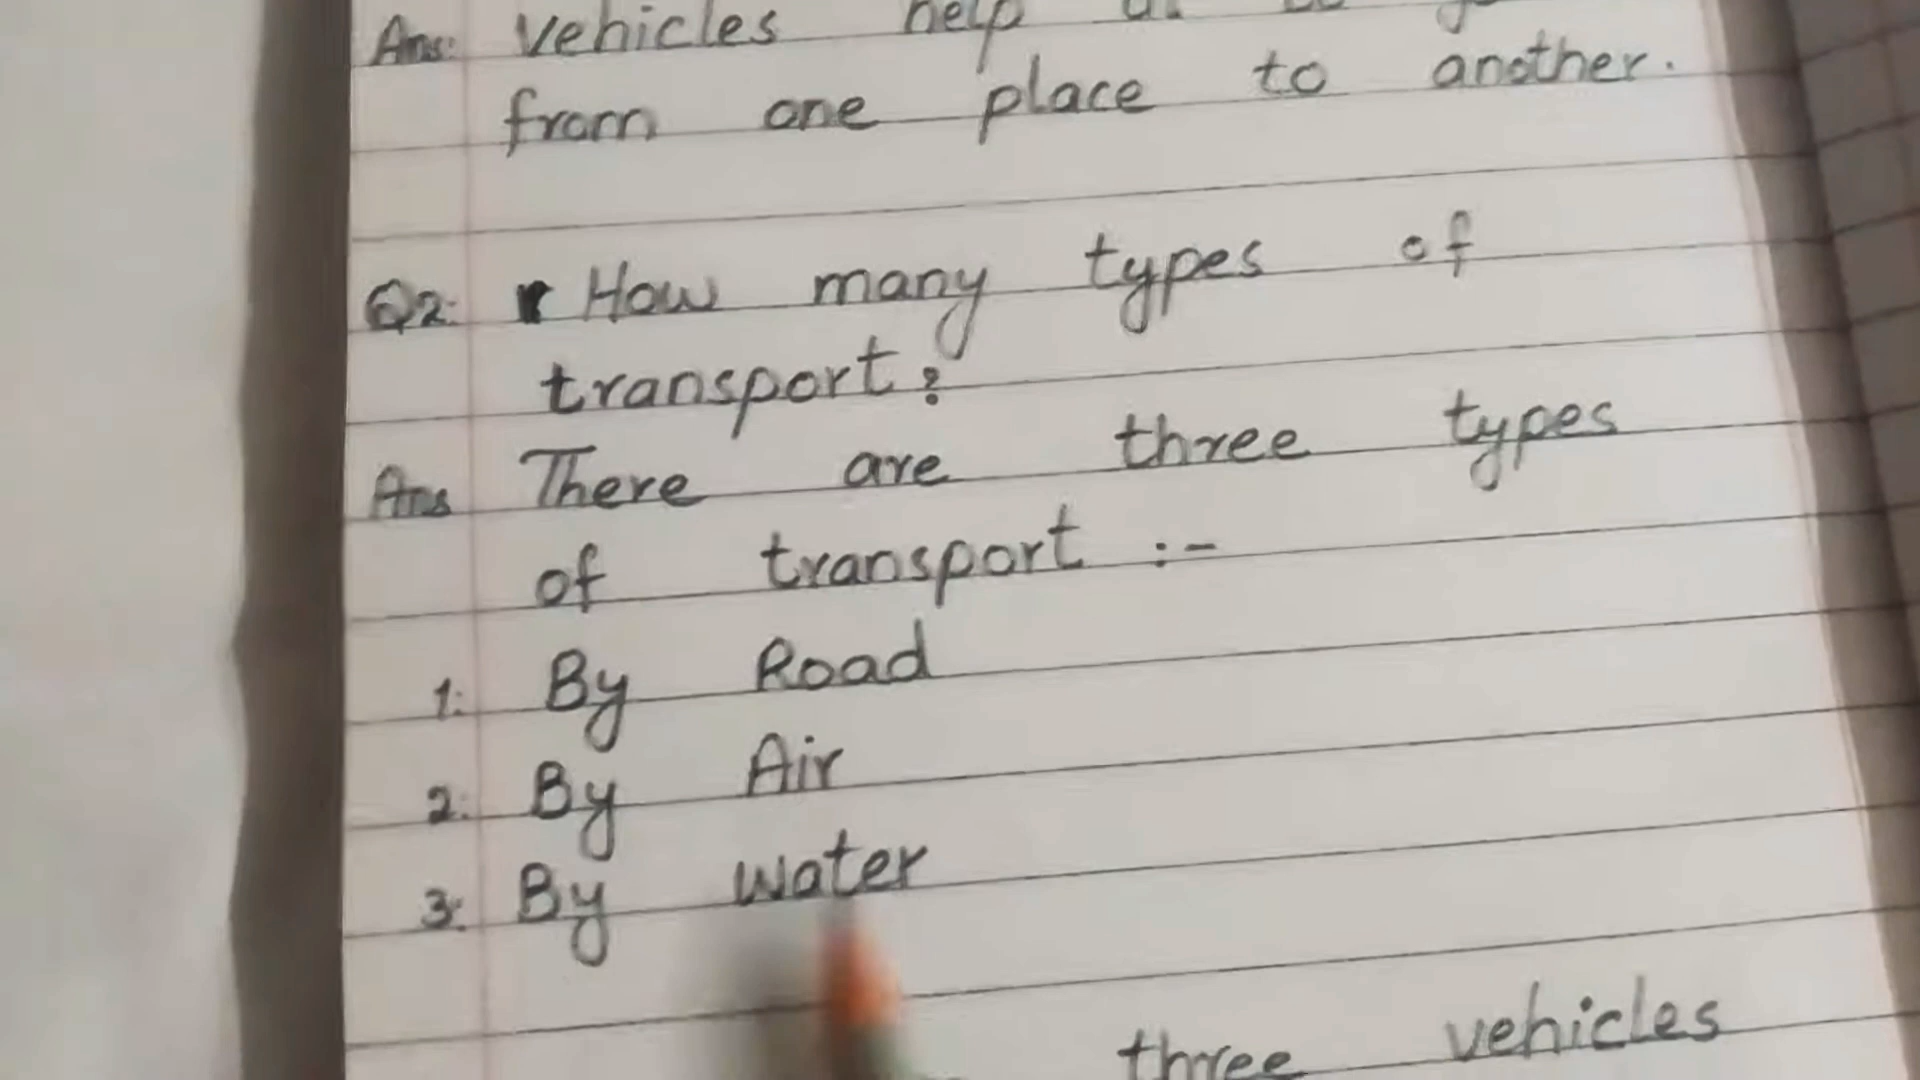 Ans: Vehicles help
from one place to another.
Q2: How many types of
transport?
Ans There are three types
of transport :-
1: By Road
2: By Air
3: By water
three vehicles